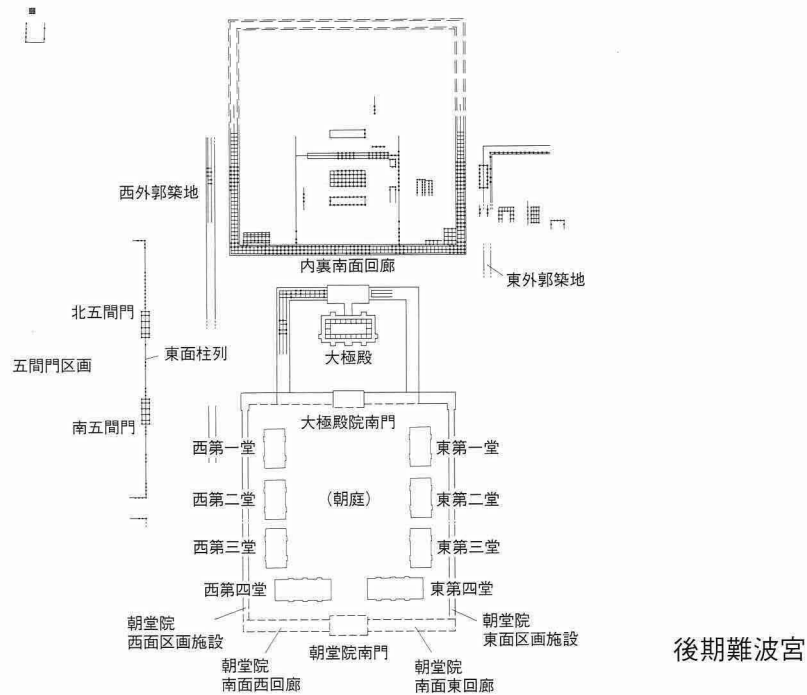 西外郭築地
内裏南面回廊
東外郭築地
北五間門
東面柱列
五間門区画
大極殿
南五間門
大極殿院南門
西第一堂
東第一堂
西第二堂
(朝庭)
東第二堂
西第三堂
東第三堂
西第四堂
東第四堂
朝堂院
西面区画施設
朝堂院
東面区画施設
朝堂院南門
朝堂院
南面西回廊
朝堂院
南面東回廊
後期難波宮